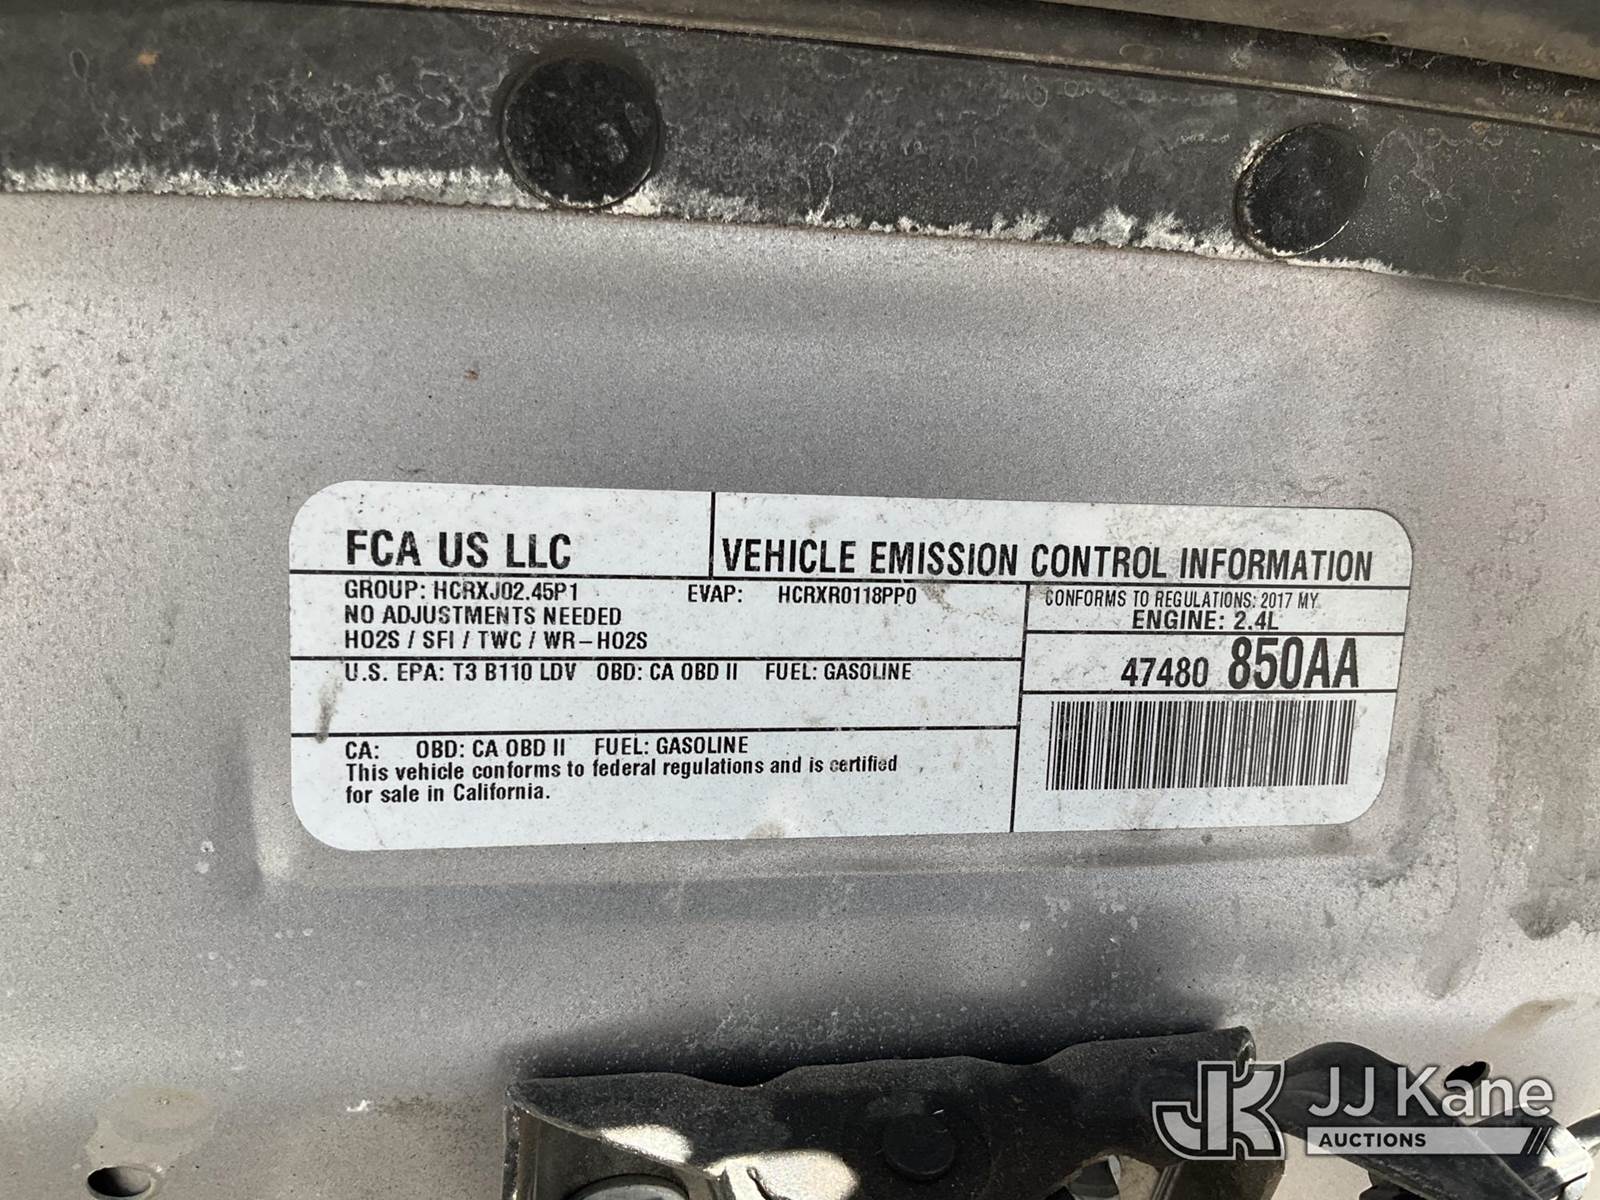 FCA US LLC
VEHICLE EMISSION CONTROL INFORMATION
GROUP: HCRXJ02.45P1 EVAP: HCRXR0118PP0
NO ADJUSTMENTS NEEDED
HO2S / SFI / TWC / WR-HO2S
CONFORMS TO REGULATIONS: 2017 MY
ENGINE: 2.4L
U.S. EPA: T3 B110 LDV OBD: CA OBD II FUEL: GASOLINE
47480 850AA
CA: OBD: CA OBD II FUEL: GASOLINE
This vehicle conforms to federal regulations and is certified
for sale in California.
JK JJ Kane
AUCTIONS